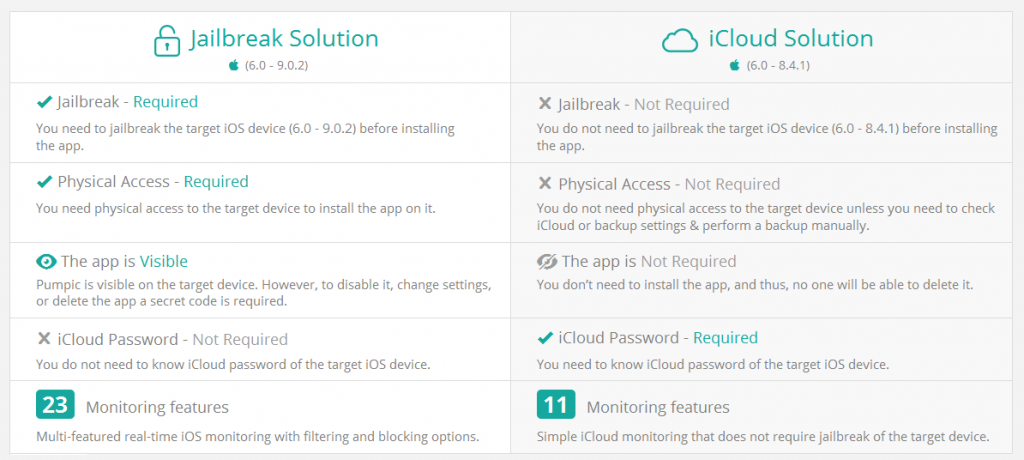 Jailbreak Solution
(6.0 - 9.0.2)
Jailbreak - Required
You need to jailbreak the target iOS device (6.0 - 9.0.2) before installing
the app.
Physical Access - Required
You need physical access to the target device to install the app on it.
The app is Visible
Pumpic is visible on the target device. However, to disable it, change settings,
or delete the app a secret code is required.
iCloud Password - Not Required
You do not need to know iCloud password of the target iOS device.
23 Monitoring features
Multi-featured real-time iOS monitoring with filtering and blocking options.
iCloud Solution
(6.0 - 8.4.1)
Jailbreak - Not Required
You do not need to jailbreak the target iOS device (6.0 - 8.4.1) before installing
the app.
Physical Access - Not Required
You do not need physical access to the target device unless you need to check
iCloud or backup settings & perform a backup manually.
The app is Not Required
You don't need to install the app, and thus, no one will be able to delete it.
iCloud Password - Required
You need to know iCloud password of the target iOS device.
11 Monitoring features
Simple iCloud monitoring that does not require jailbreak of the target device.